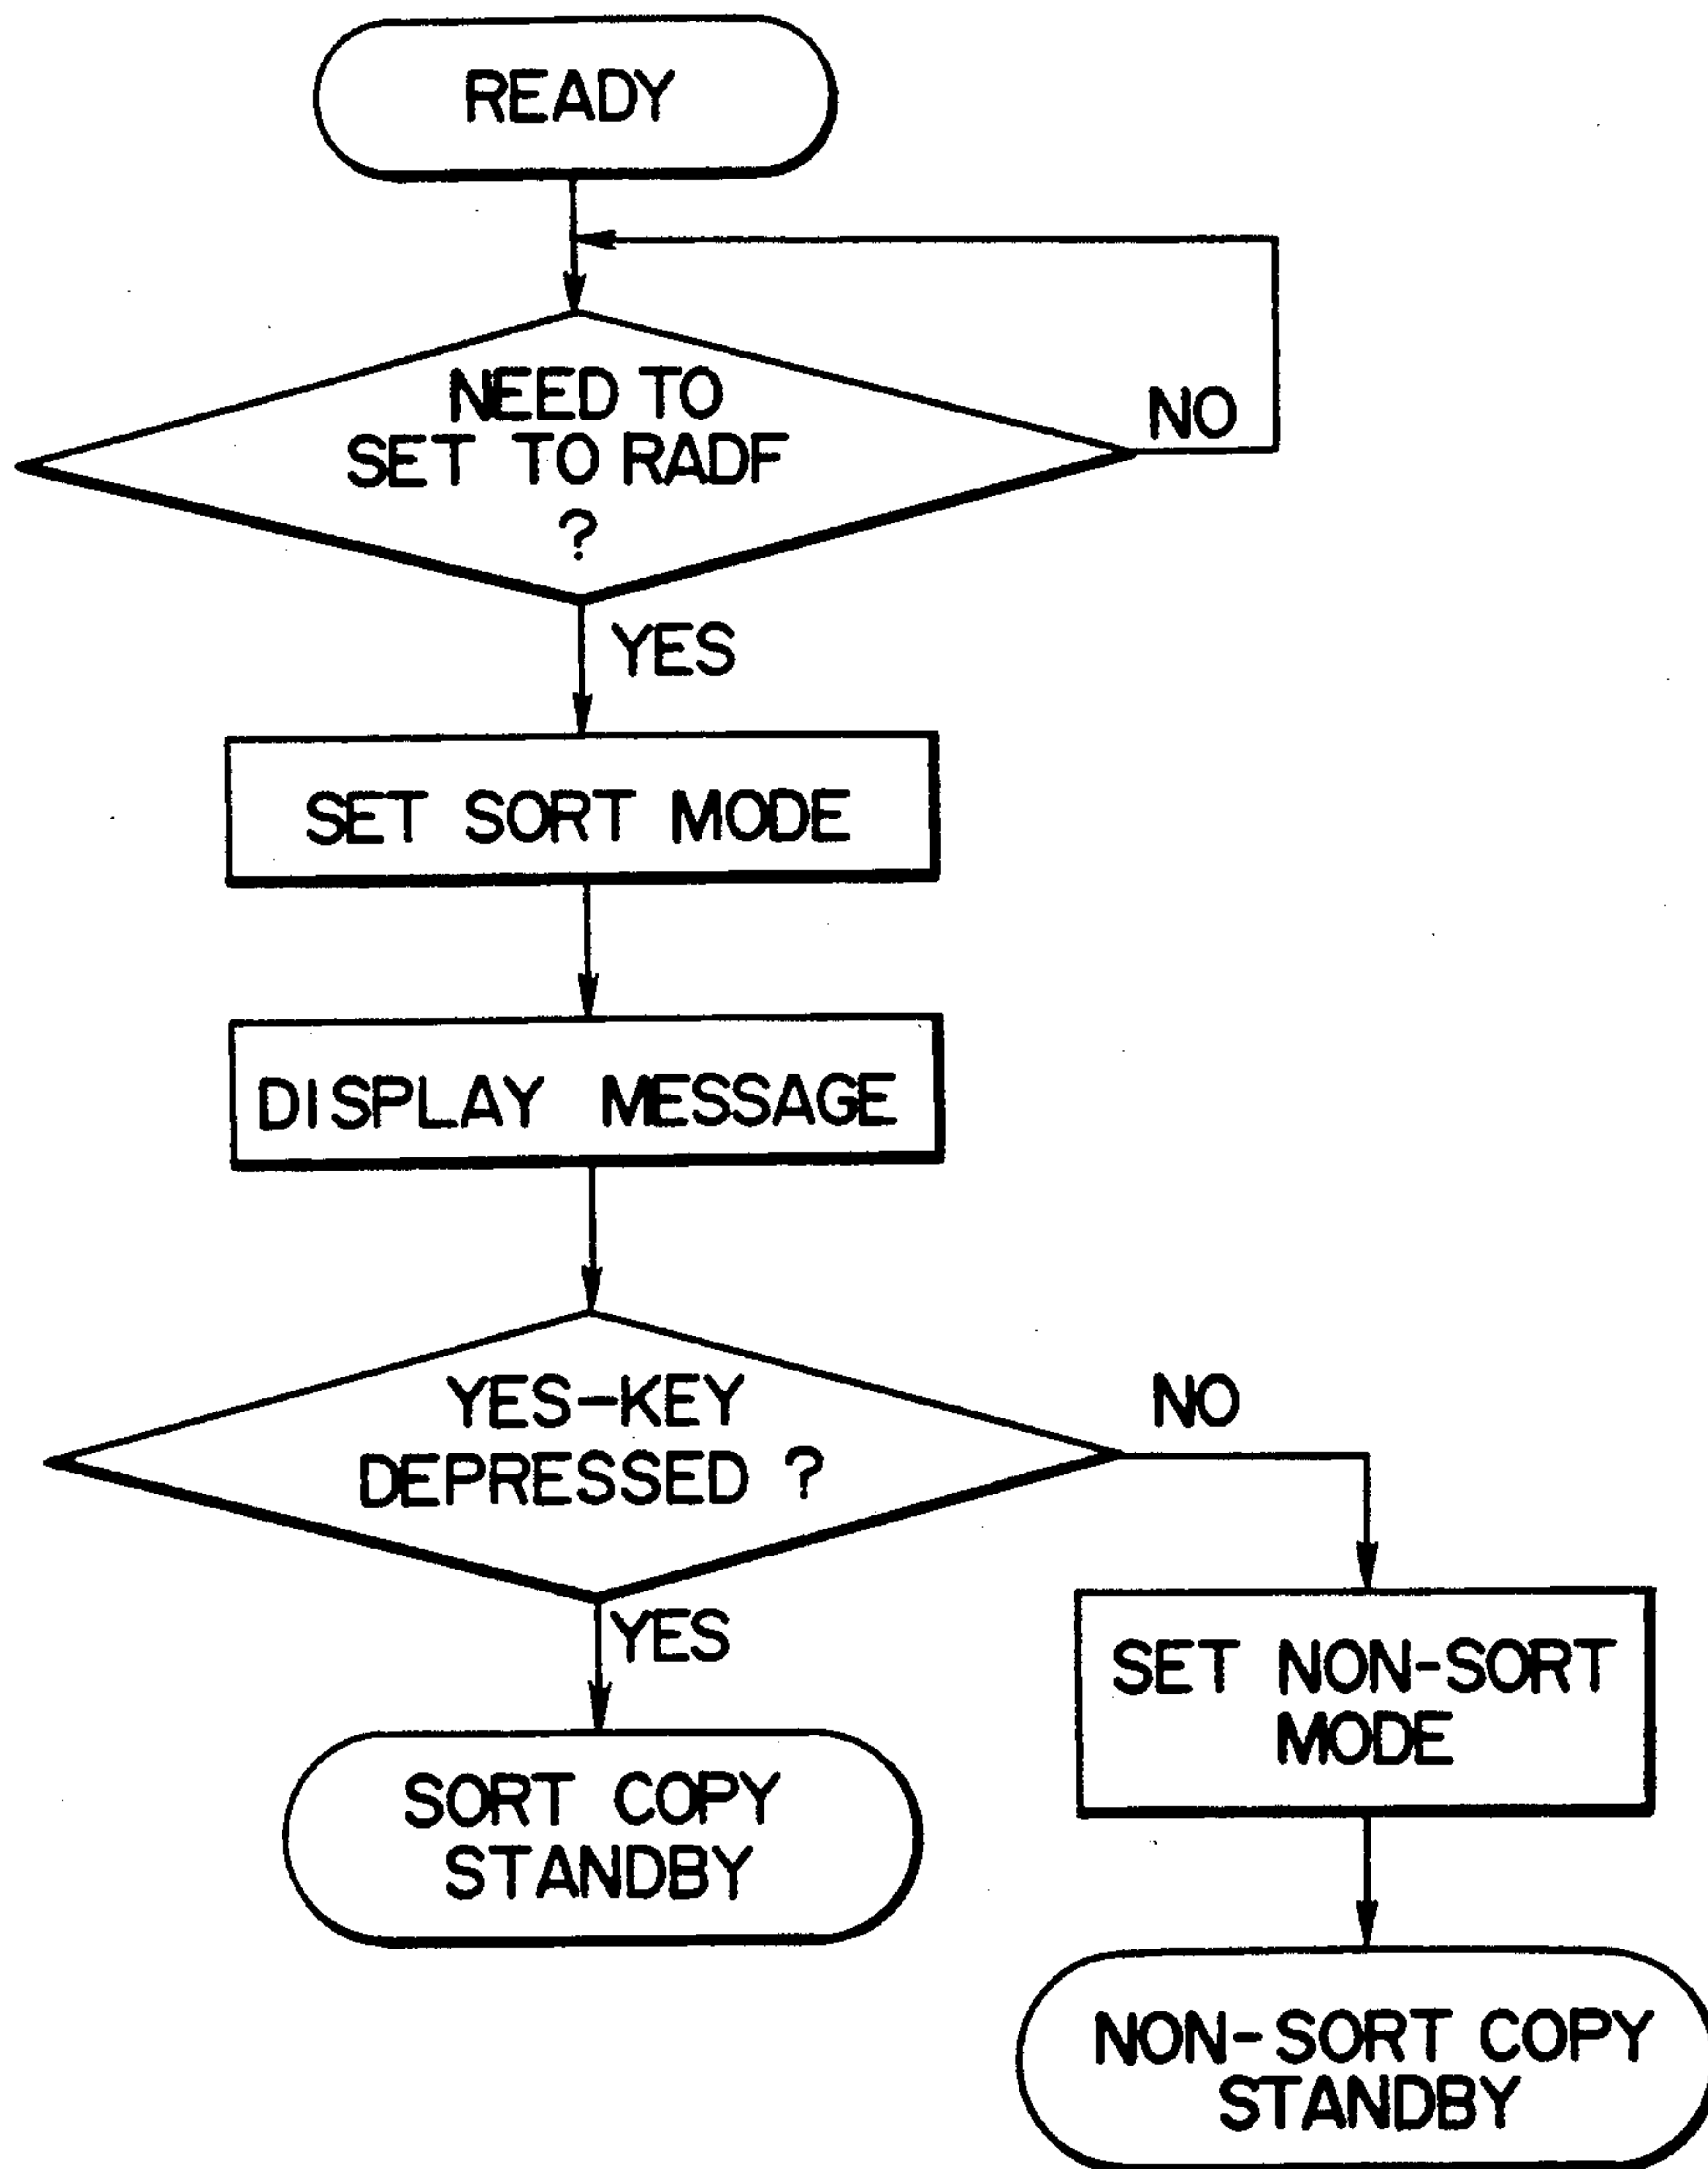 READY
NEED TO
SET TO RADF
?
NO
YES
SET SORT MODE
DISPLAY MESSAGE
YES-KEY
DEPRESSED ?
NO
YES
SET NON-SORT
MODE
SORT COPY
STANDBY
NON-SORT COPY
STANDBY